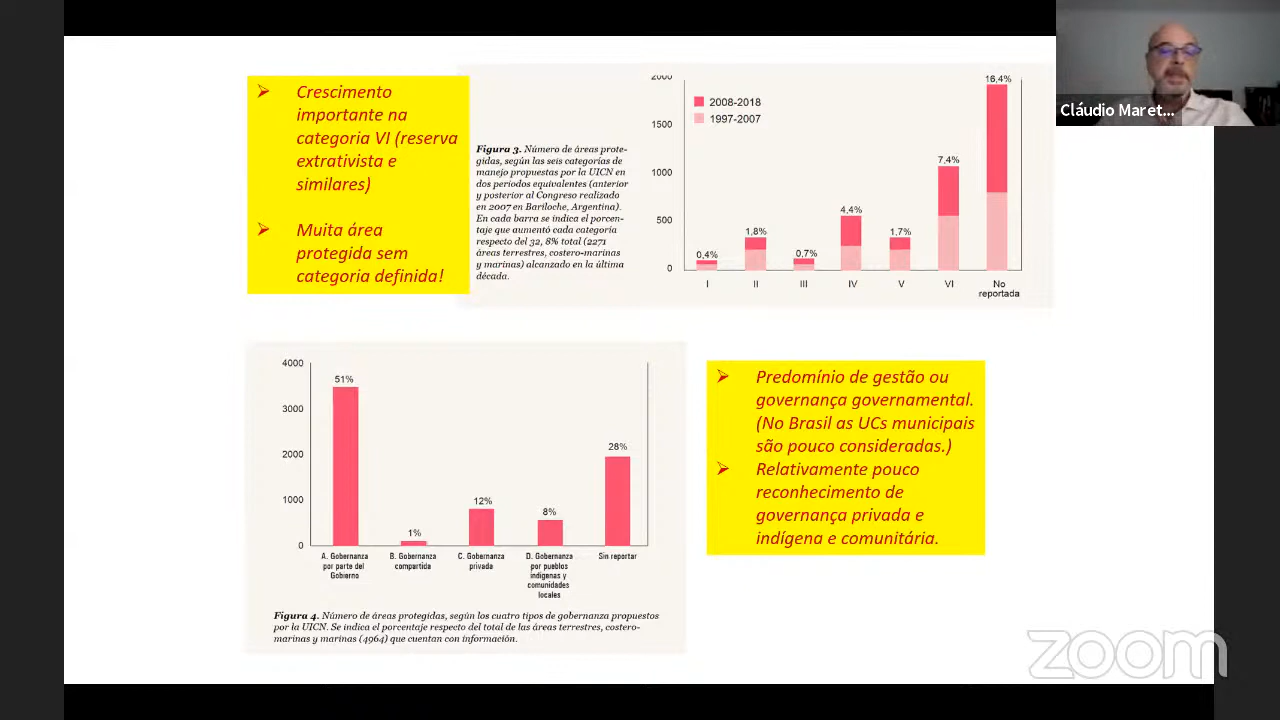 Cláudio Maret...
➢ Crescimento
importante na
categoria VI (reserva
extrativista e
similares)
➢ Muita área
protegida sem
categoria definida!
Figura 3. Número de áreas prote-
gidas, según las seis categorías de
manejo propuestas por la UICN en
dos períodos equivalentes (anterior
y posterior al Congreso realizado
en 2007 en Bariloche, Argentina).
En cada barra se indica el porcen-
taje que aumentó cada categoría
respecto del 32, 8% total (2271
áreas terrestres, costero-marinas
y marinas) alcanzado en la última
década.
2000
1500
1000
500
0
2008-2018
1997-2007
0,4%
1,8%
0,7%
4,4%
1,7%
7,4%
16,4%
I
II
III
IV
V
VI
No
reportada
4000
3000
2000
1000
0
51%
1%
12%
8%
28%
A. Gobernanza
por parte del
Gobierno
B. Gobernanza
compartida
C. Gobernanza
privada
D. Gobernanza
por pueblos
indígenas y
comunidades
locales
Sin reportar
Figura 4. Número de áreas protegidas, según los cuatro tipos de gobernanza propuestos
por la UICN. Se indica el porcentaje respecto del total de las áreas terrestres, costero-
marinas y marinas (4964) que cuentan con información.
➢ Predomínio de gestão ou
governança governamental.
(No Brasil as UCs municipais
são pouco consideradas.)
➢ Relativamente pouco
reconhecimento de
governança privada e
indígena e comunitária.
zoom